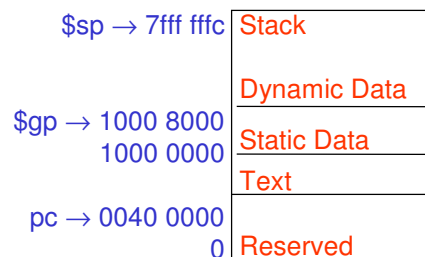 $sp → 7fff fffc Stack
Dynamic Data
$gp → 1000 8000
1000 0000 Static Data
Text
pc → 0040 0000
0 Reserved